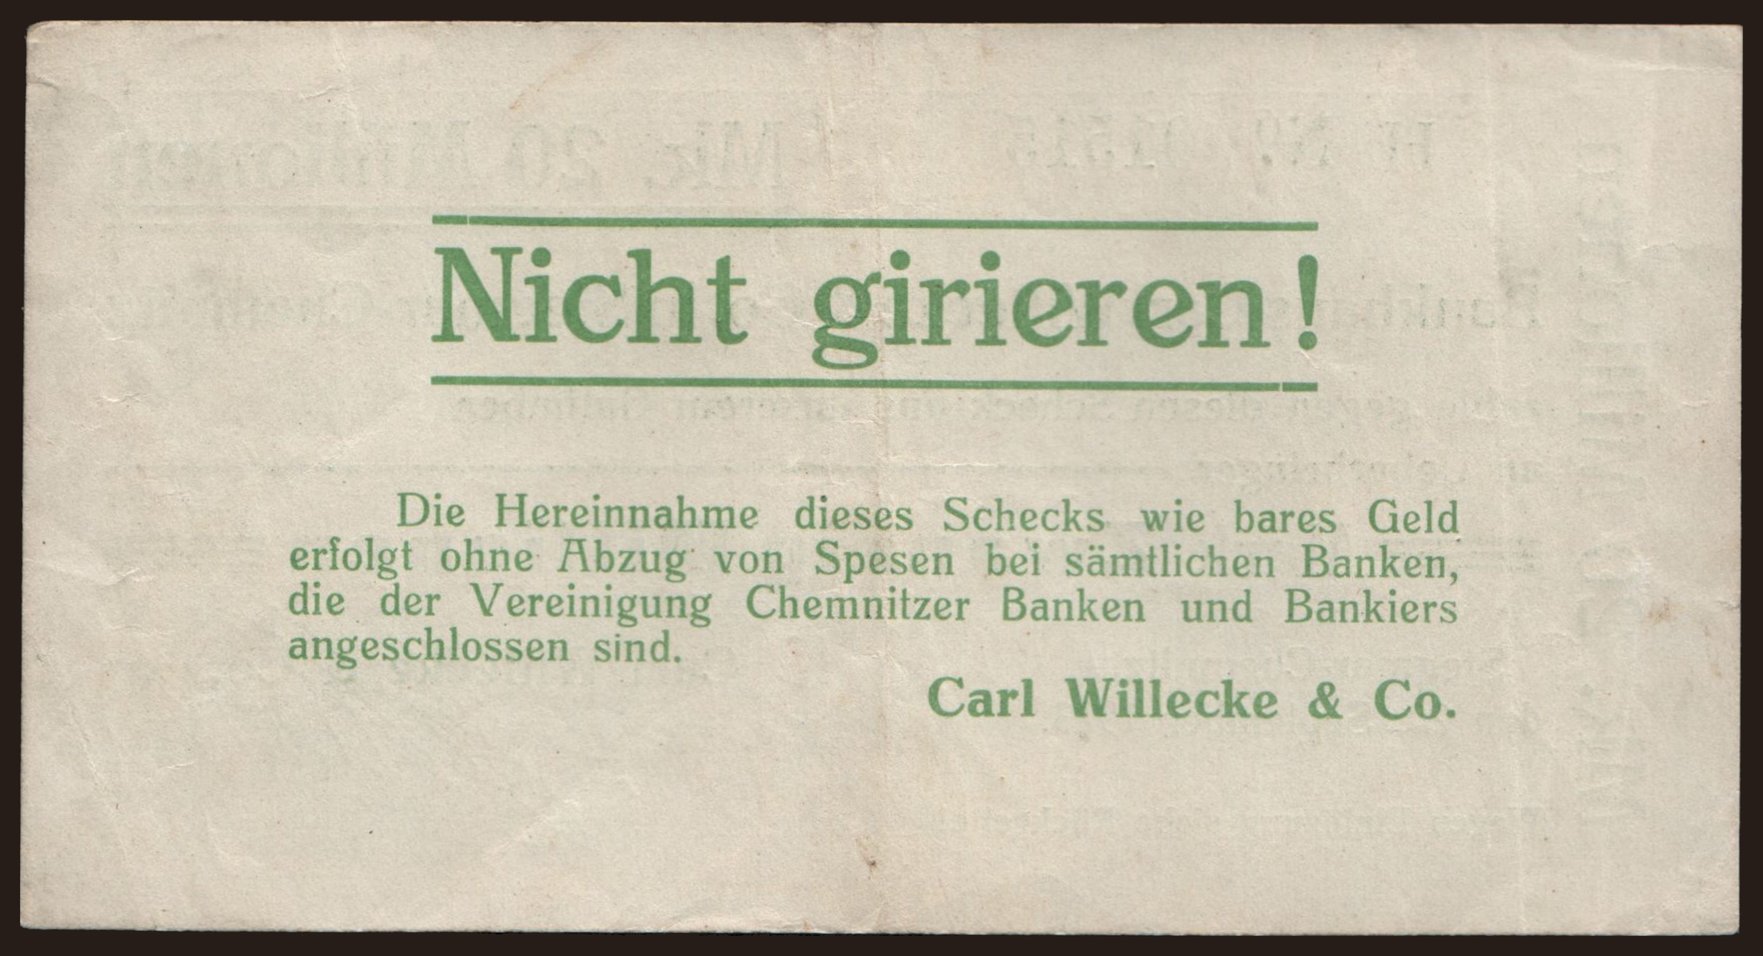 Nicht girieren!
Die Hereinnahme dieses Schecks wie bares Geld
erfolgt ohne Abzug von Spesen bei sämtlichen Banken,
die der Vereinigung Chemnitzer Banken und Bankiers
angeschlossen sind.
Carl Willecke & Co.